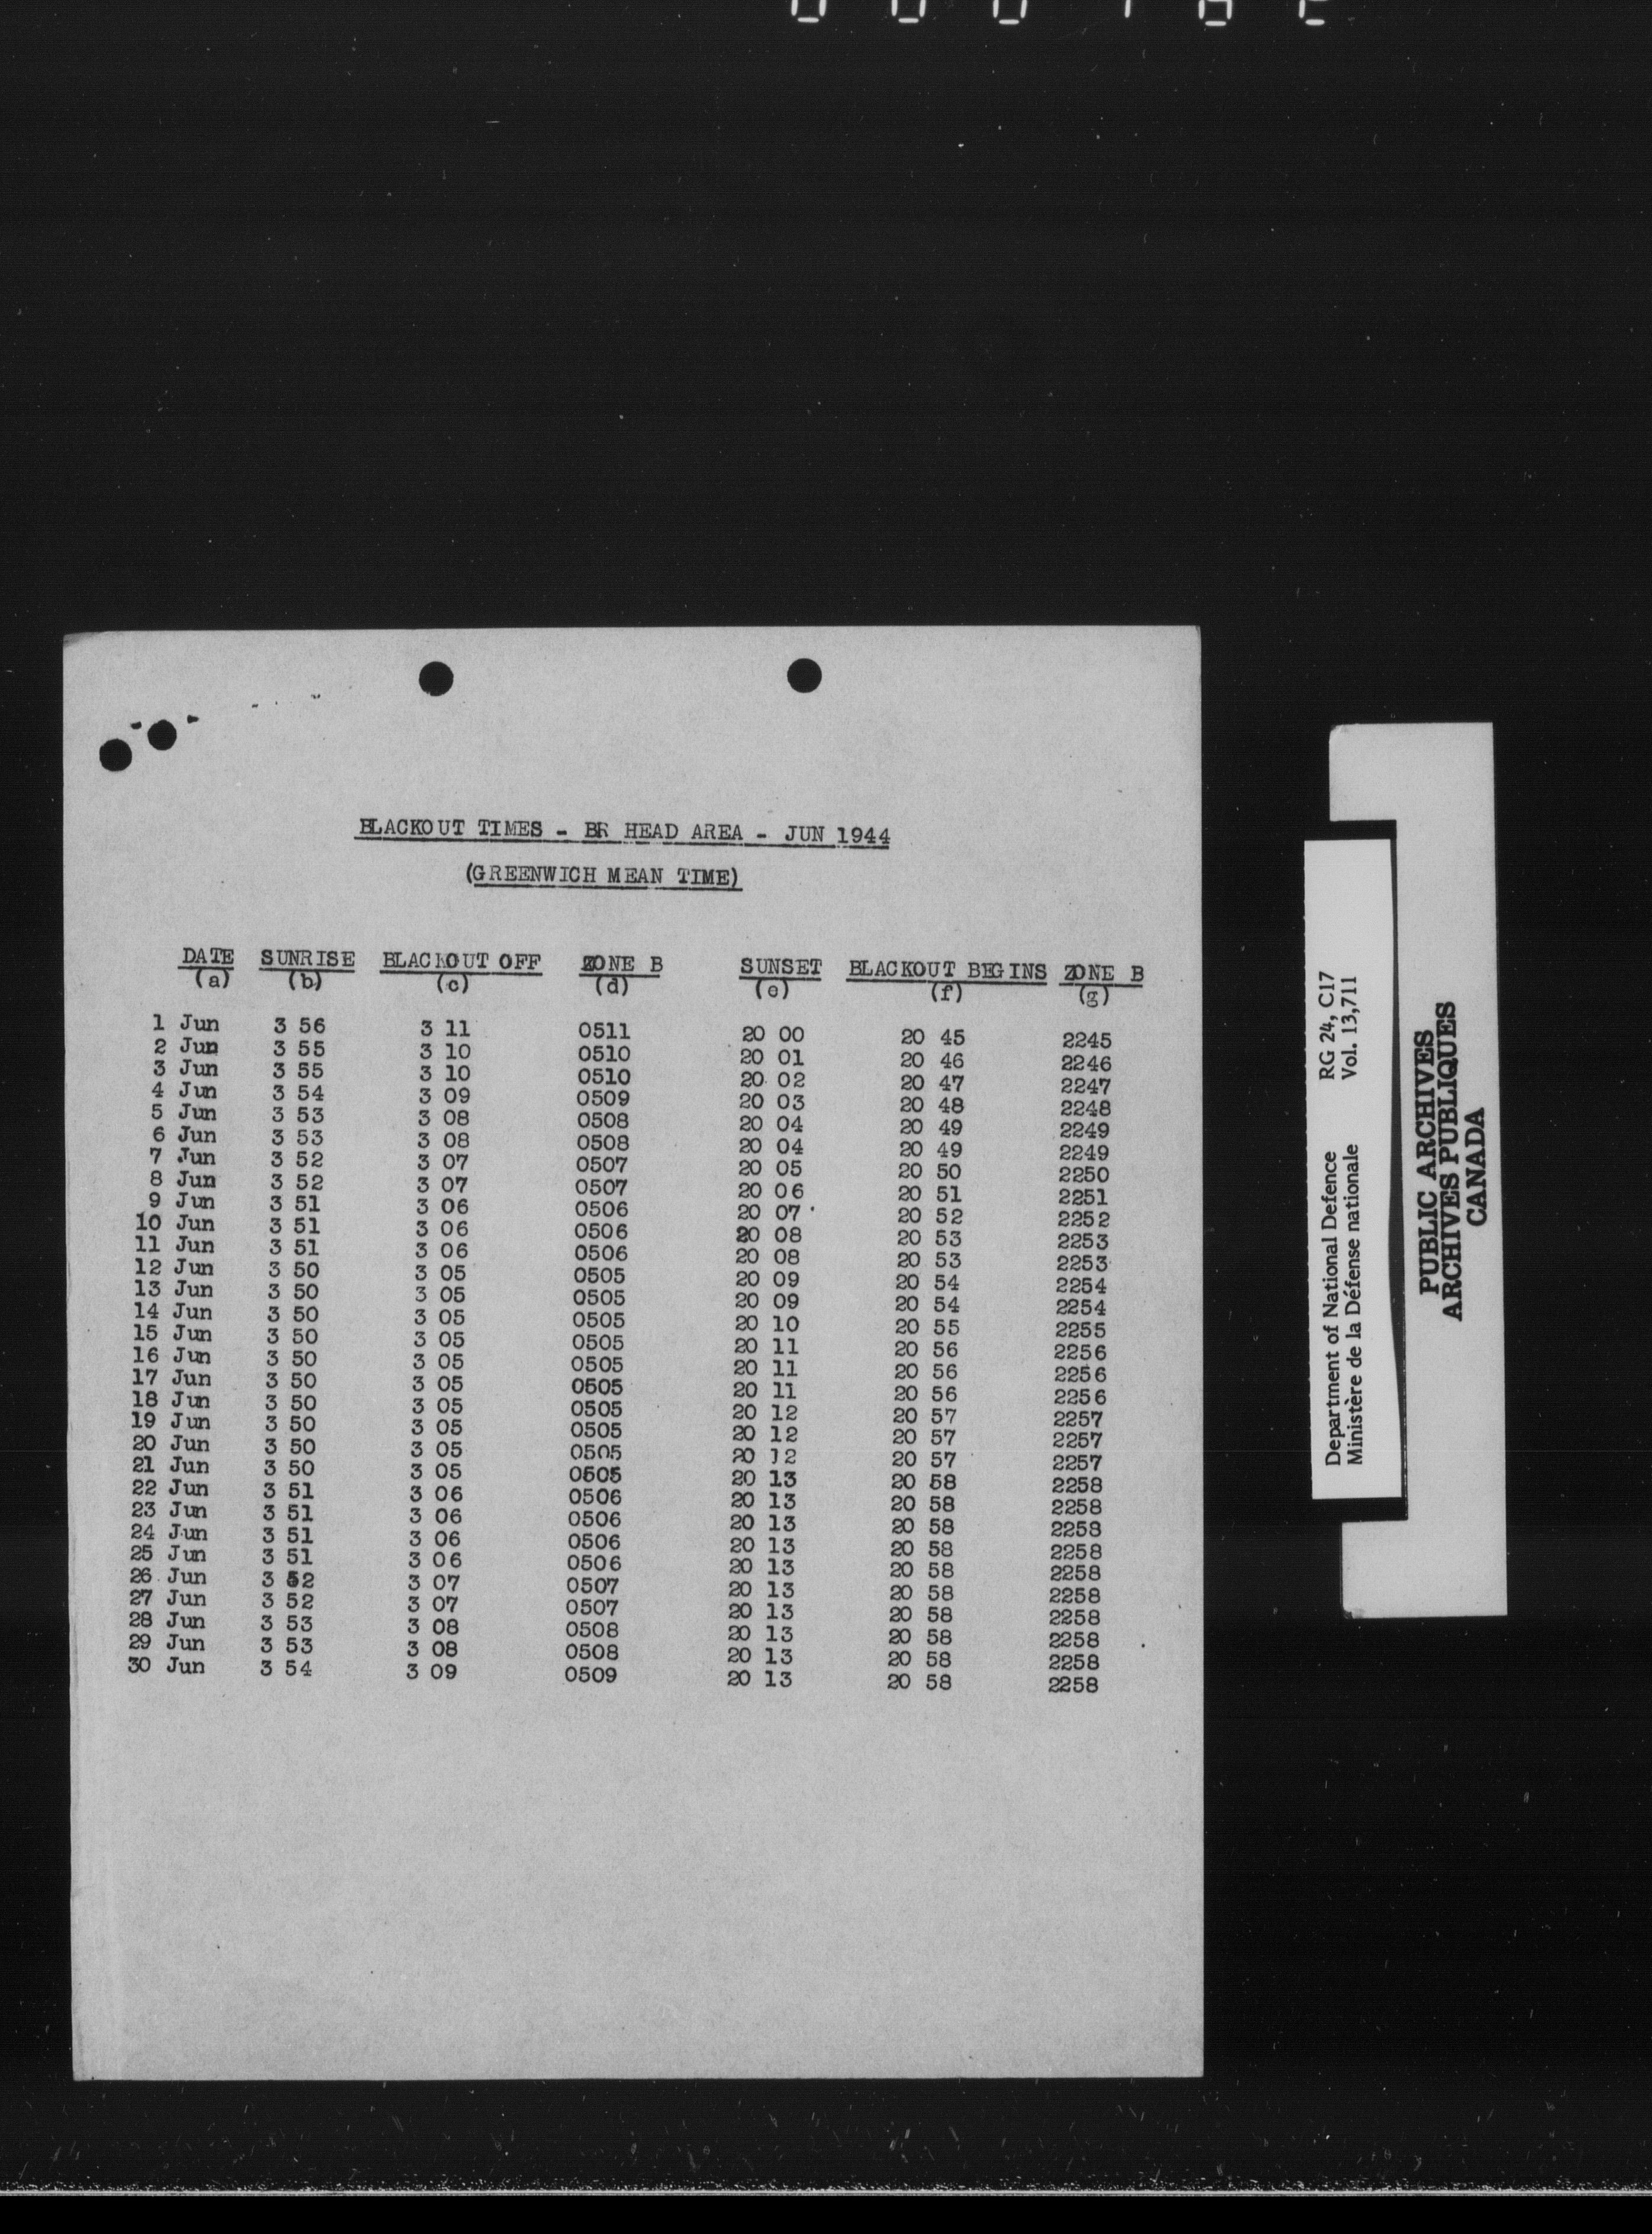 BLACKOUT TIMES - BR HEAD AREA - JUN 1944
(GREENWICH MEAN TIME)
DATE SUNRISE BLACKOUT OFF ZONE B SUNSET BLACKOUT BEGINS ZONE B
(a) (b) (c) (d) (e) (f) (g)
1 Jun 3 56 3 11 0511 20 00 20 45 2245
2 Jun 3 55 3 10 0510 20 01 20 46 2246
3 Jun 3 55 3 10 0510 20 02 20 47 2247
4 Jun 3 54 3 09 0509 20 03 20 48 2248
5 Jun 3 53 3 08 0508 20 04 20 49 2249
6 Jun 3 53 3 08 0508 20 04 20 49 2249
7 Jun 3 52 3 07 0507 20 05 20 50 2250
8 Jun 3 52 3 07 0507 20 06 20 51 2251
9 Jun 3 51 3 06 0506 20 07 20 52 2252
10 Jun 3 51 3 06 0506 20 08 20 53 2253
11 Jun 3 51 3 06 0506 20 08 20 53 2253
12 Jun 3 50 3 05 0505 20 09 20 54 2254
13 Jun 3 50 3 05 0505 20 09 20 54 2254
14 Jun 3 50 3 05 0505 20 10 20 55 2255
15 Jun 3 50 3 05 0505 20 11 20 56 2256
16 Jun 3 50 3 05 0505 20 11 20 56 2256
17 Jun 3 50 3 05 0505 20 11 20 56 2256
18 Jun 3 50 3 05 0505 20 12 20 57 2257
19 Jun 3 50 3 05 0505 20 12 20 57 2257
20 Jun 3 50 3 05 0505 20 12 20 57 2257
21 Jun 3 50 3 05 0505 20 13 20 58 2258
22 Jun 3 51 3 06 0506 20 13 20 58 2258
23 Jun 3 51 3 06 0506 20 13 20 58 2258
24 Jun 3 51 3 06 0506 20 13 20 58 2258
25 Jun 3 51 3 06 0506 20 13 20 58 2258
26 Jun 3 52 3 07 0507 20 13 20 58 2258
27 Jun 3 52 3 07 0507 20 13 20 58 2258
28 Jun 3 53 3 08 0508 20 13 20 58 2258
29 Jun 3 53 3 08 0508 20 13 20 58 2258
30 Jun 3 54 3 09 0509 20 13 20 58 2258
Department of National Defence RG 24, C17
Ministère de la Défense nationale Vol. 13,711
PUBLIC ARCHIVES
ARCHIVES PUBLIQUES
CANADA